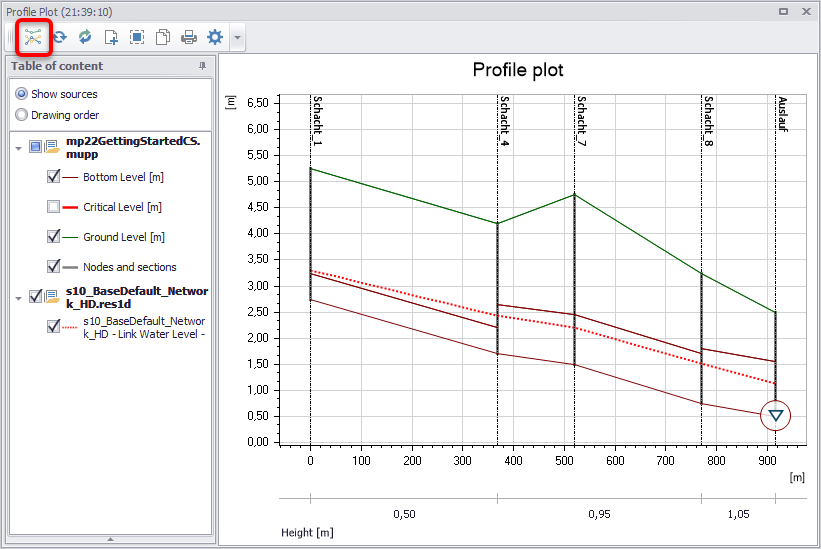 Profile Plot (21:39:10)
Table of content
Show sources
Drawing order
mp22GettingStartedCS.
mupp
Bottom Level [m]
Critical Level [m]
Ground Level [m]
Nodes and sections
s10_BaseDefault_Networ
k_HD.res1d
s10_BaseDefault_Networ
k_HD - Link Water Level -
Profile plot
[m]
6,50
6,00
5,50
5,00
4,50
4,00
3,50
3,00
2,50
2,00
1,50
1,00
0,50
0,00
Schacht_1
Schacht_4
Schacht_7
Schacht_8
Auslauf
0 100 200 300 400 500 600 700 800 900
[m]
0,50 0,95 1,05
Height [m]